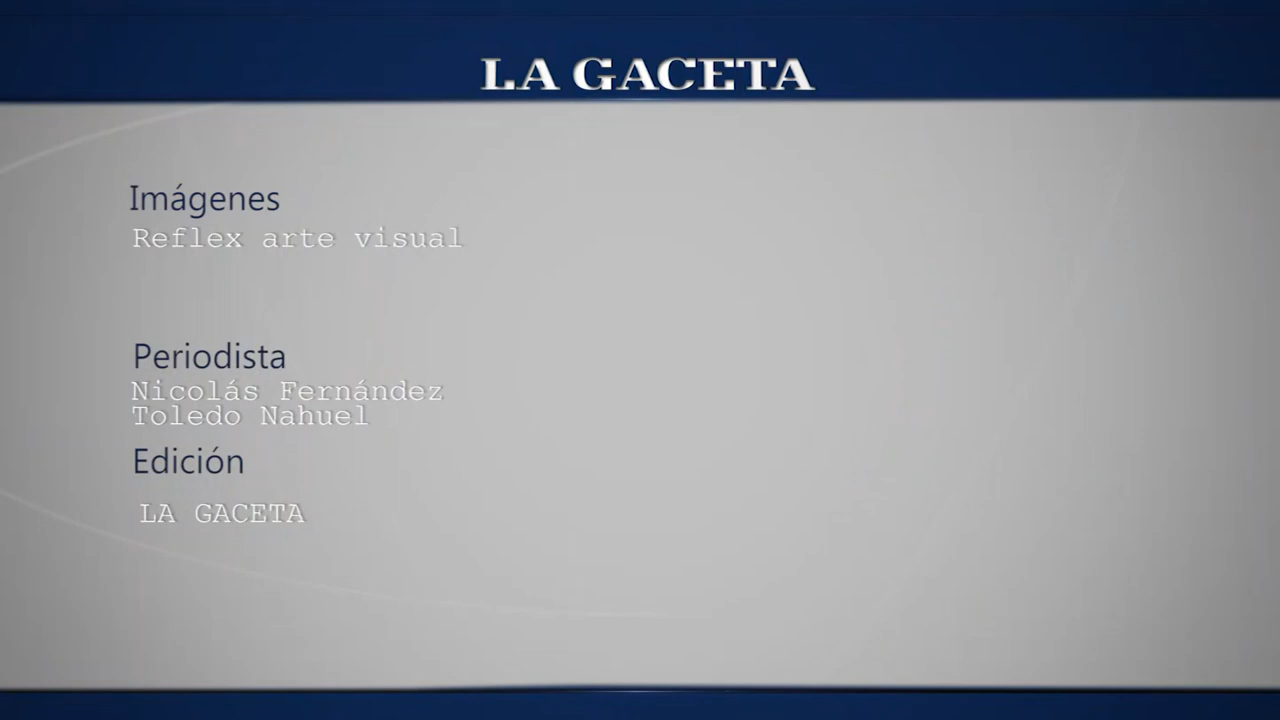 LA GACETA
Imágenes
Reflex arte visual
Periodista
Nicolás Fernández
Toledo Nahuel
Edición
LA GACETA